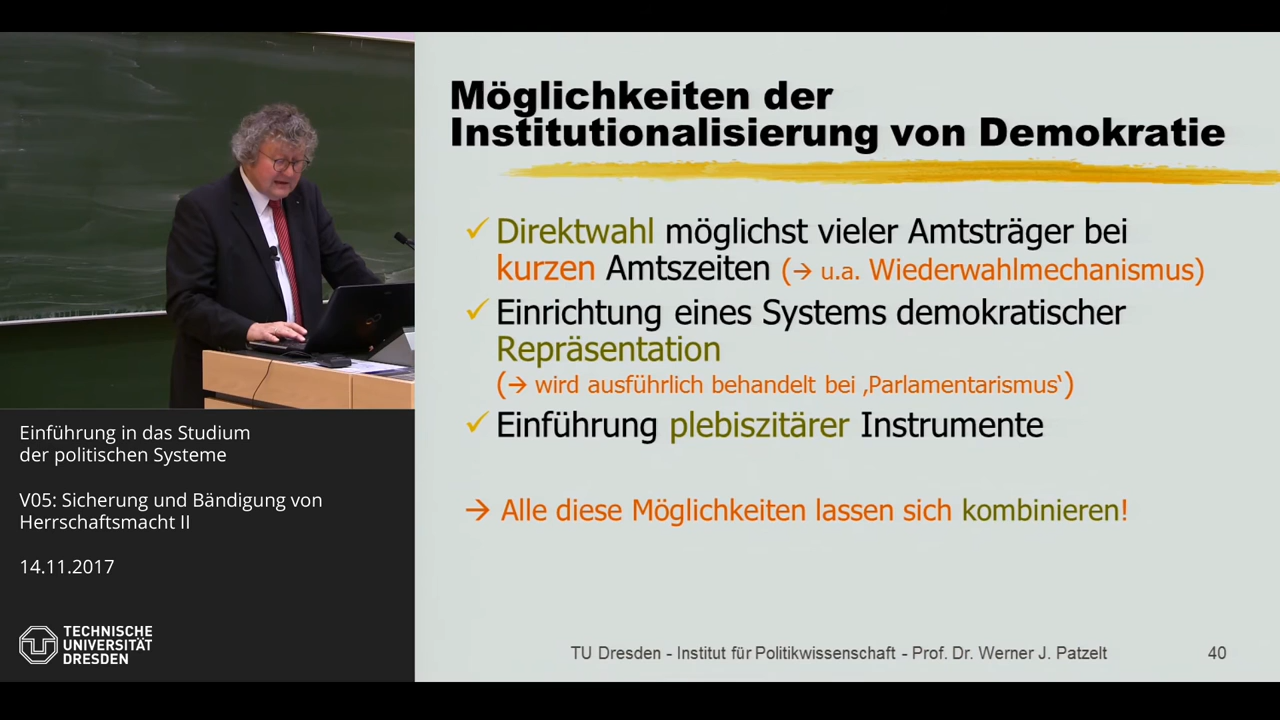 Möglichkeiten der
Institutionalisierung von Demokratie
✓ Direktwahl möglichst vieler Amtsträger bei
kurzen Amtszeiten (→ u.a. Wiederwahlmechanismus)
✓ Einrichtung eines Systems demokratischer
Repräsentation
(→ wird ausführlich behandelt bei ‚Parlamentarismus‘)
✓ Einführung plebiszitärer Instrumente
→ Alle diese Möglichkeiten lassen sich kombinieren!
TU Dresden - Institut für Politikwissenschaft - Prof. Dr. Werner J. Patzelt
40
Einführung in das Studium
der politischen Systeme
V05: Sicherung und Bändigung von
Herrschaftsmacht II
14.11.2017
TECHNISCHE
UNIVERSITÄT
DRESDEN